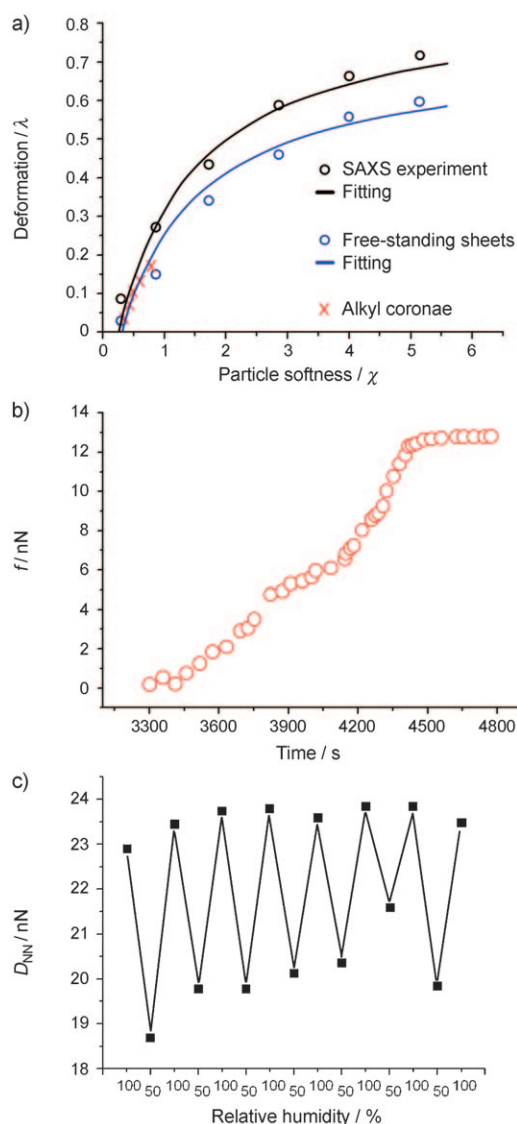 a)
0.8
0.7
0.6
0.5
0.4
0.3
0.2
0.1
0
Deformation / λ
SAXS experiment
Fitting
Free-standing sheets
Fitting
Alkyl coronae
0 1 2 3 4 5 6
Particle softness / χ
b)
14
12
10
8
6
4
2
0
f / nN
3300 3600 3900 4200 4500 4800
Time / s
c)
24
23
22
21
20
19
18
D_NN / nN
100 50 100 50 100 50 100 50 100 50 100 50 100 50 100
Relative humidity / %